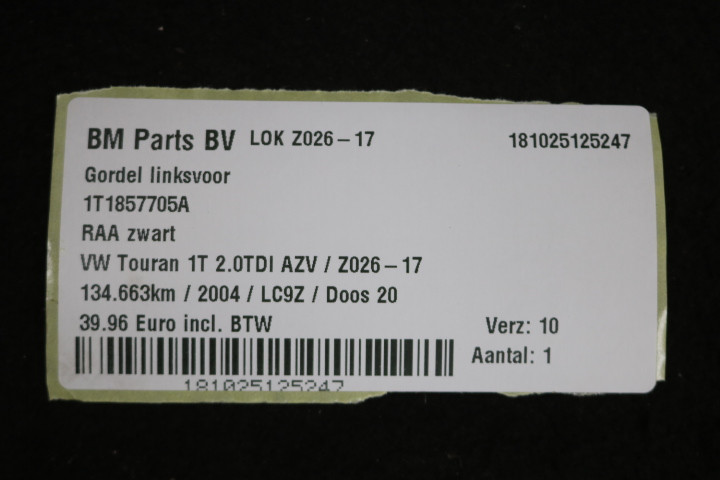 BM Parts BV LOK Z026-17 181025125247
Gordel linksvoor
1T1857705A
RAA zwart
VW Touran 1T 2.0TDI AZV / Z026-17
134.663km / 2004 / LC9Z / Doos 20
39.96 Euro incl. BTW Verz: 10
Aantal: 1
181025125247